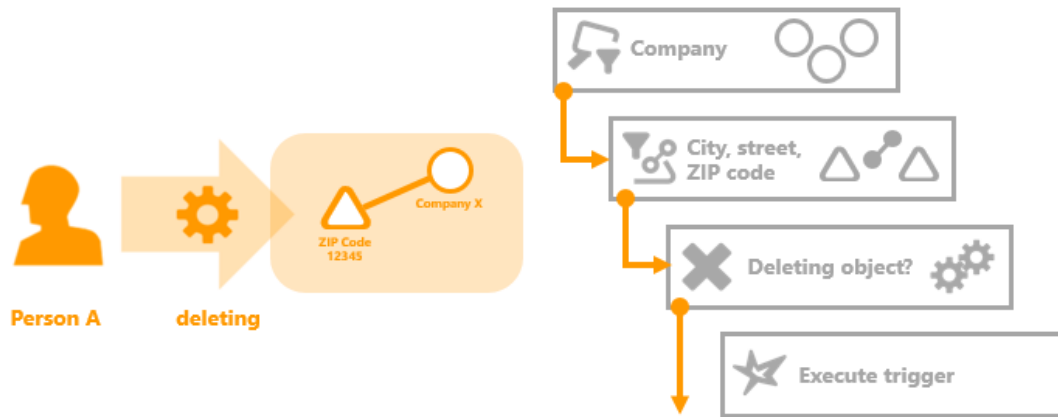 Company
City, street,
ZIP code
Company X
ZIP Code
12345
Deleting object?
Person A
deleting
Execute trigger